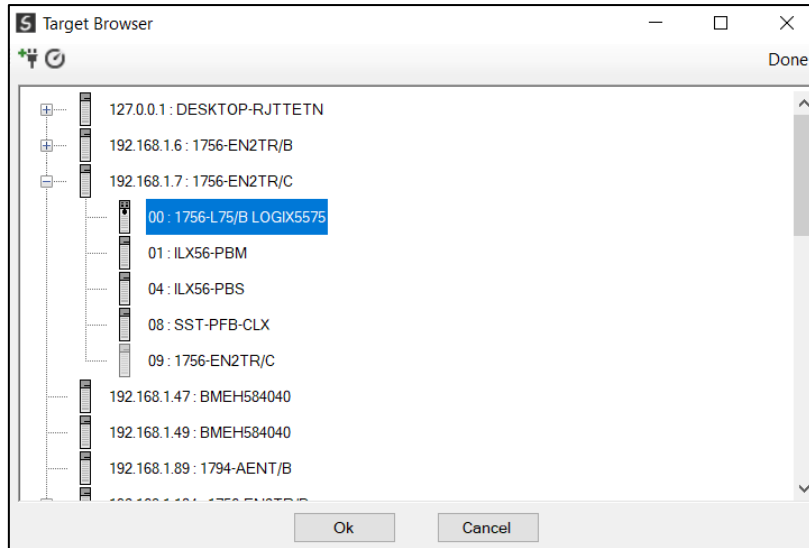 S Target Browser
Done
127.0.0.1 : DESKTOP-RJTTETN
192.168.1.6 : 1756-EN2TR/B
192.168.1.7 : 1756-EN2TR/C
00 : 1756-L75/B LOGIX5575
01 : ILX56-PBM
04 : ILX56-PBS
08 : SST-PFB-CLX
09 : 1756-EN2TR/C
192.168.1.47 : BMEH584040
192.168.1.49 : BMEH584040
192.168.1.89 : 1794-AENT/B
Ok Cancel